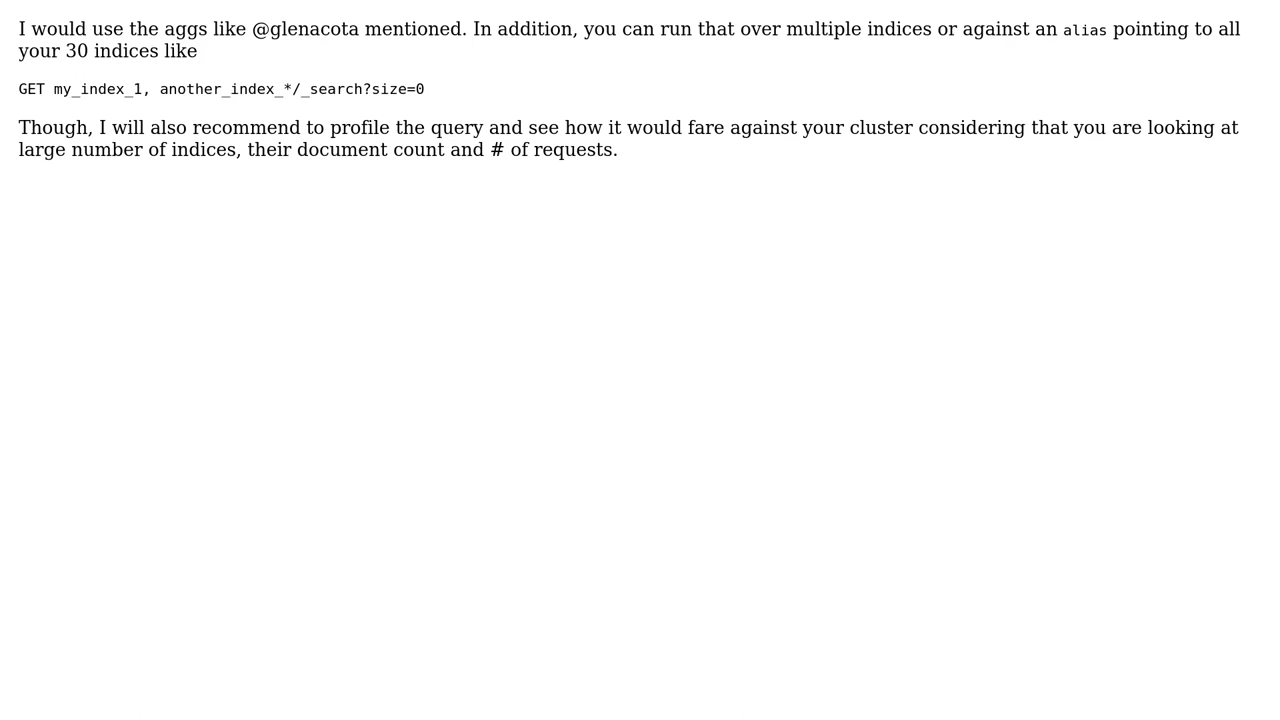 I would use the aggs like @glenacota mentioned. In addition, you can run that over multiple indices or against an alias pointing to all
your 30 indices like
GET my_index_1, another_index_*/_search?size=0
Though, I will also recommend to profile the query and see how it would fare against your cluster considering that you are looking at
large number of indices, their document count and # of requests.